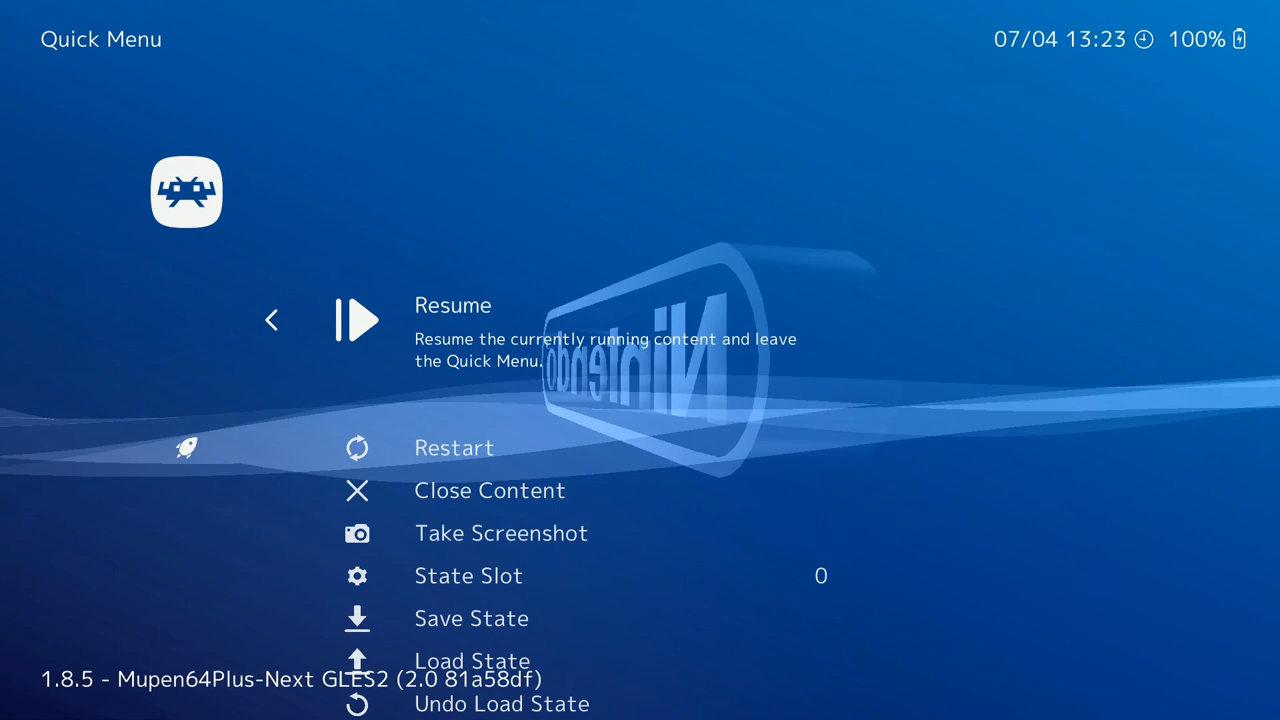 Quick Menu
07/04 13:23 100%
Resume
Resume the currently running content and leave
the Quick Menu.
Nintendo
Restart
Close Content
Take Screenshot
State Slot 0
Save State
Load State
1.8.5 - Mupen64Plus-Next GLES2 (2.0 81a58df)
Undo Load State